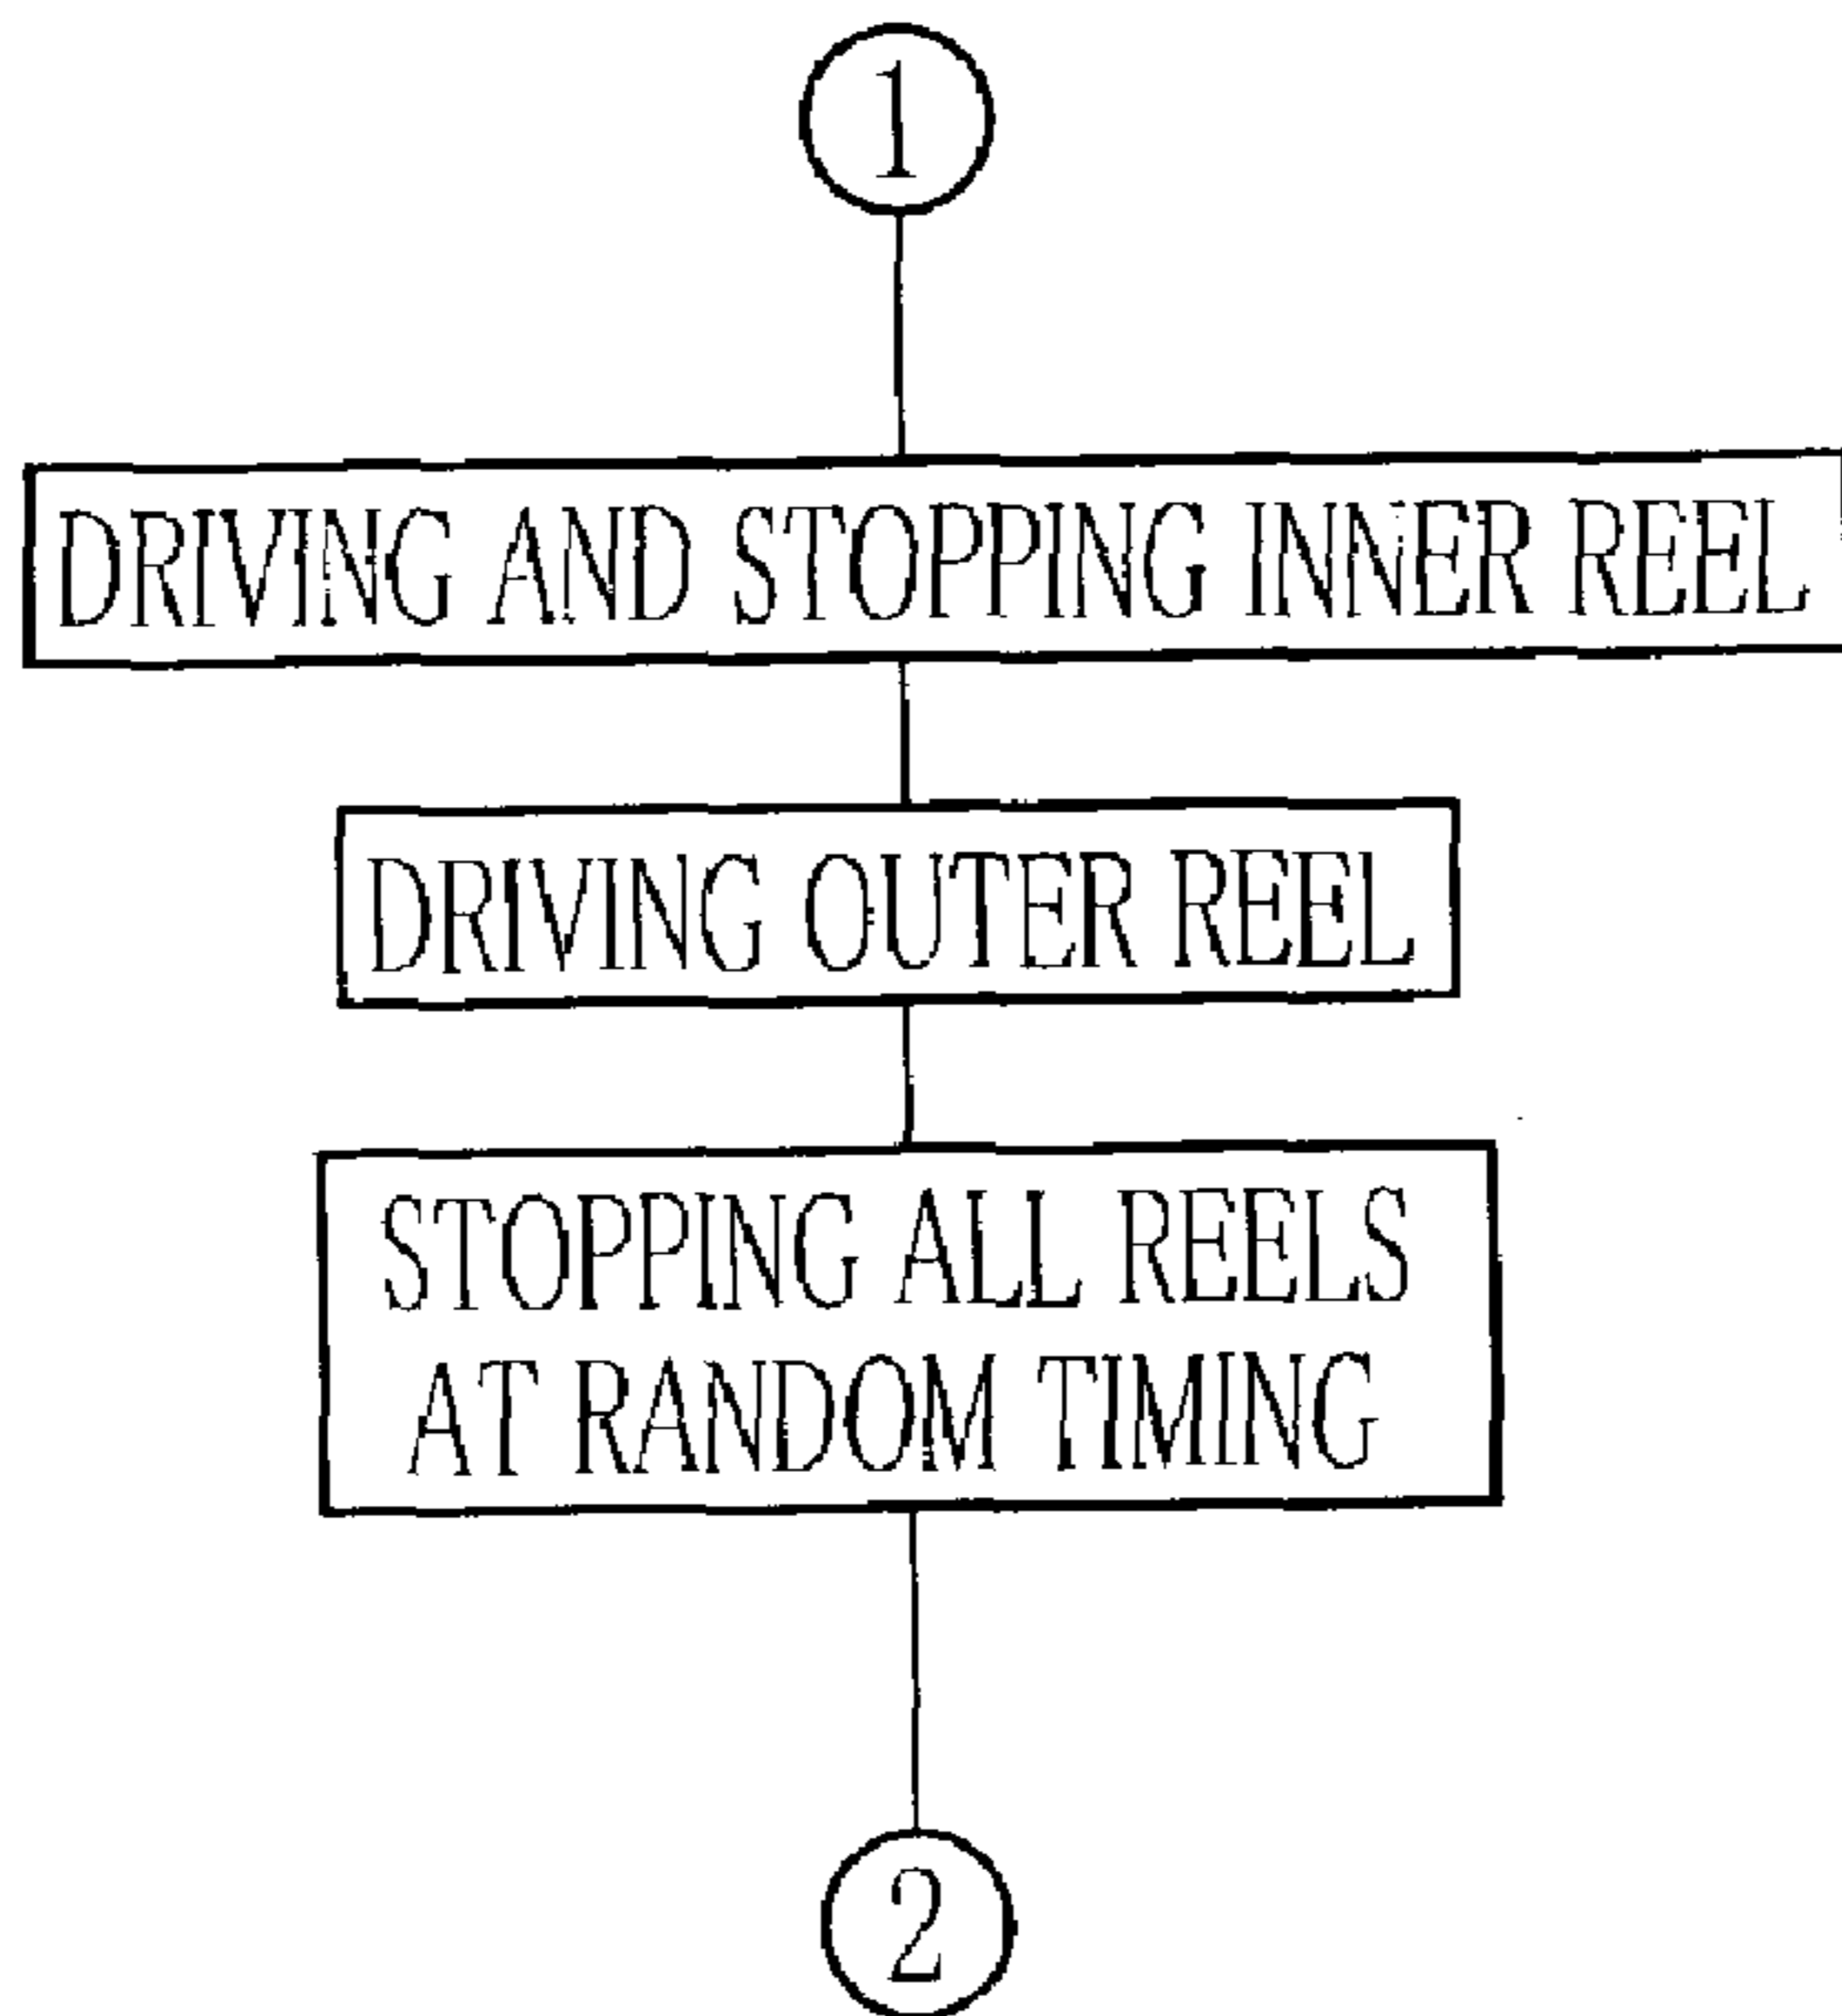 1
DRIVING AND STOPPING INNER REEL
DRIVING OUTER REEL
STOPPING ALL REELS
AT RANDOM TIMING
2